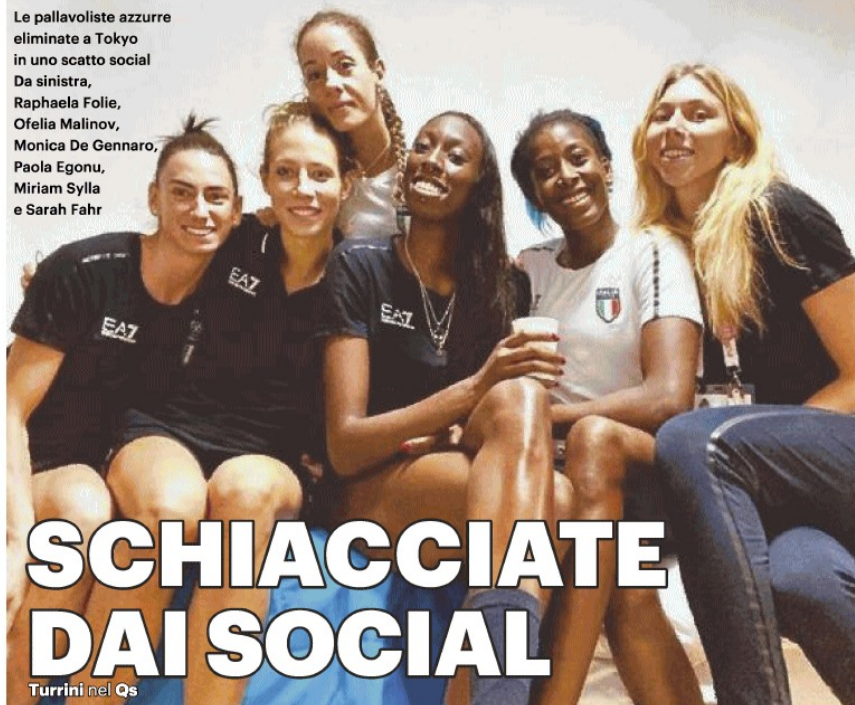 Le pallavoliste azzurre
eliminate a Tokyo
in uno scatto social
Da sinistra,
Raphaela Folie,
Ofelia Malinov,
Monica De Gennaro,
Paola Egonu,
Miriam Sylla
e Sarah Fahr
EA7
EA7
EA7
ITALIA
SCHIACCIATE
DAI SOCIAL
Turrini nel Qs